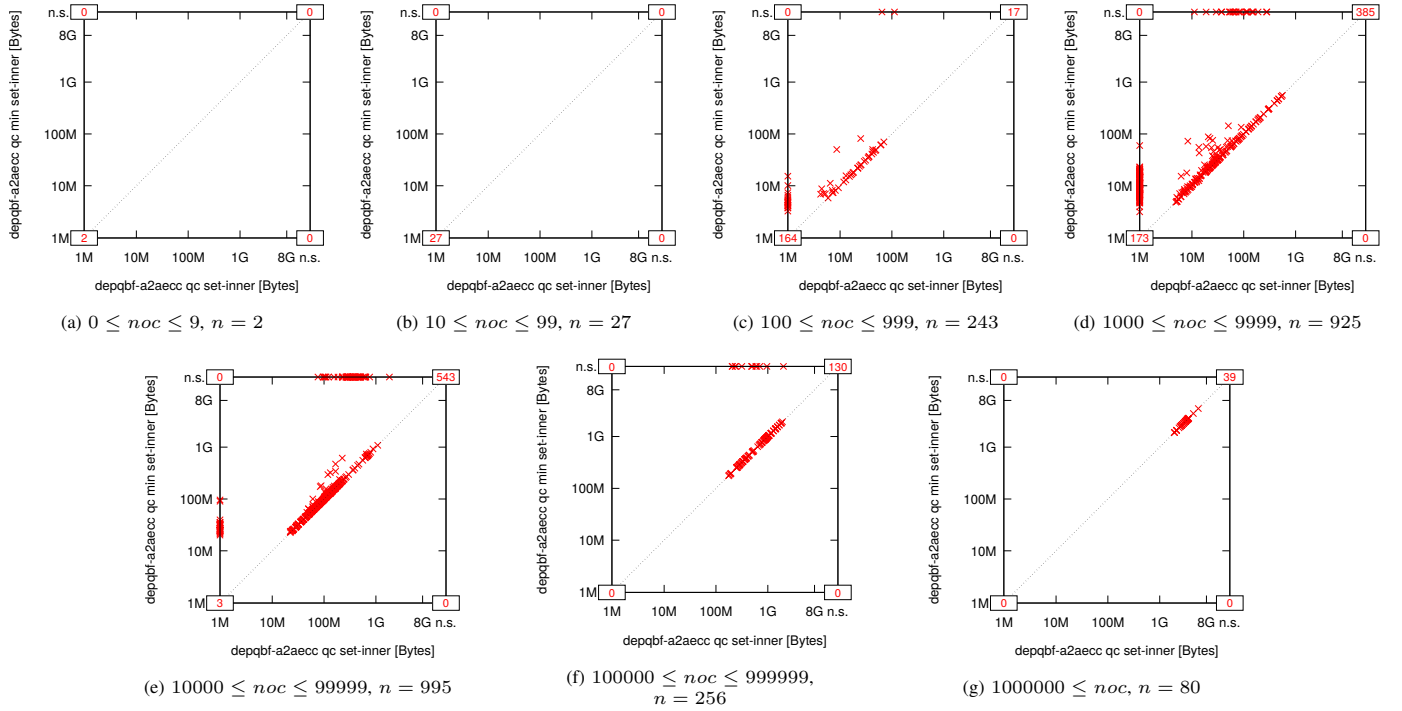 depqbf-a2aecc qc min set-inner [Bytes]
n.s.
8G
1G
100M
10M
1M
0
0
2
0
1M 10M 100M 1G 8G n.s.
depqbf-a2aecc qc set-inner [Bytes]
(a) 0 ≤ noc ≤ 9, n = 2
depqbf-a2aecc qc min set-inner [Bytes]
n.s.
8G
1G
100M
10M
1M
0
0
27
0
1M 10M 100M 1G 8G n.s.
depqbf-a2aecc qc set-inner [Bytes]
(b) 10 ≤ noc ≤ 99, n = 27
depqbf-a2aecc qc min set-inner [Bytes]
n.s.
8G
1G
100M
10M
1M
0
17
164
0
1M 10M 100M 1G 8G n.s.
depqbf-a2aecc qc set-inner [Bytes]
(c) 100 ≤ noc ≤ 999, n = 243
depqbf-a2aecc qc min set-inner [Bytes]
n.s.
8G
1G
100M
10M
1M
0
385
173
0
1M 10M 100M 1G 8G n.s.
depqbf-a2aecc qc set-inner [Bytes]
(d) 1000 ≤ noc ≤ 9999, n = 925
depqbf-a2aecc qc min set-inner [Bytes]
n.s.
8G
1G
100M
10M
1M
0
543
3
0
1M 10M 100M 1G 8G n.s.
depqbf-a2aecc qc set-inner [Bytes]
(e) 10000 ≤ noc ≤ 99999, n = 995
depqbf-a2aecc qc min set-inner [Bytes]
n.s.
8G
1G
100M
10M
1M
0
130
0
0
1M 10M 100M 1G 8G n.s.
depqbf-a2aecc qc set-inner [Bytes]
(f) 100000 ≤ noc ≤ 999999,
n = 256
depqbf-a2aecc qc min set-inner [Bytes]
n.s.
8G
1G
100M
10M
1M
0
39
0
0
1M 10M 100M 1G 8G n.s.
depqbf-a2aecc qc set-inner [Bytes]
(g) 1000000 ≤ noc, n = 80